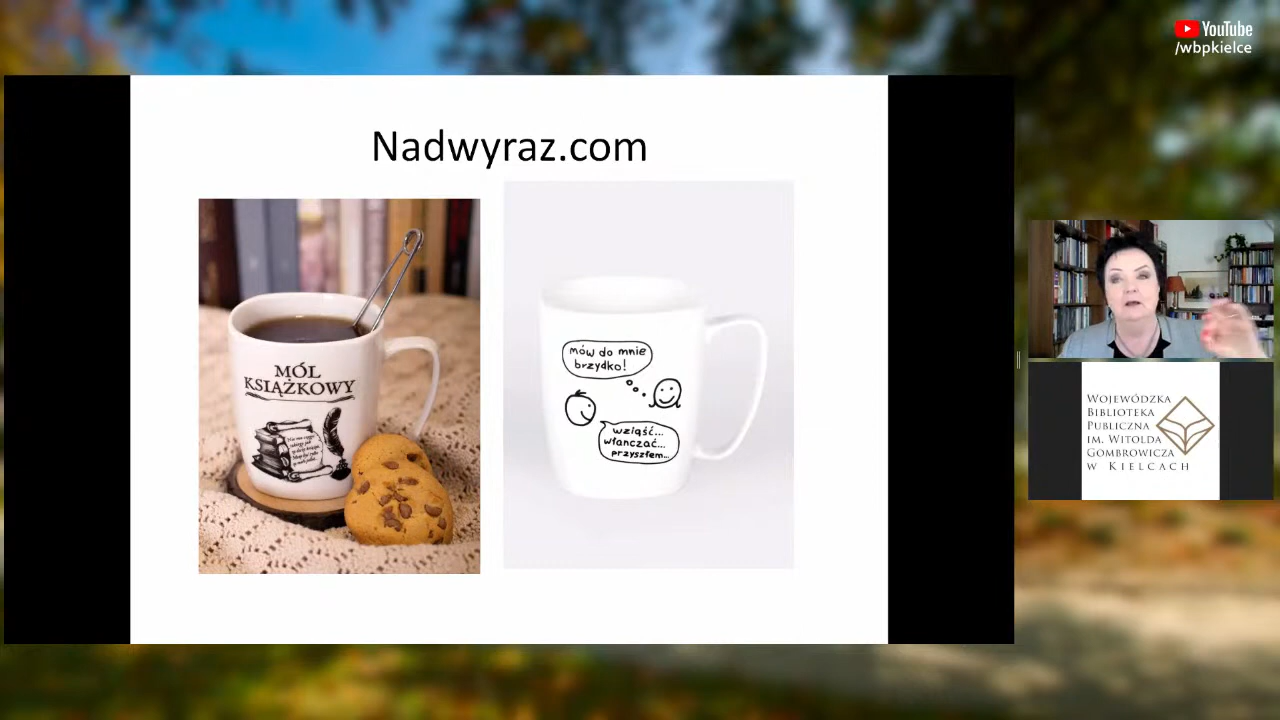 YouTube
/wbpkielce
Nadwyraz.com
MÓL
KSIĄŻKOWY
mów do mnie
brzydko!
wziąść...
włanczać...
przyszłem...
WOJEWÓDZKA
BIBLIOTEKA
PUBLICZNA
IM. WITOLDA
GOMBROWICZA
W KIELCACH